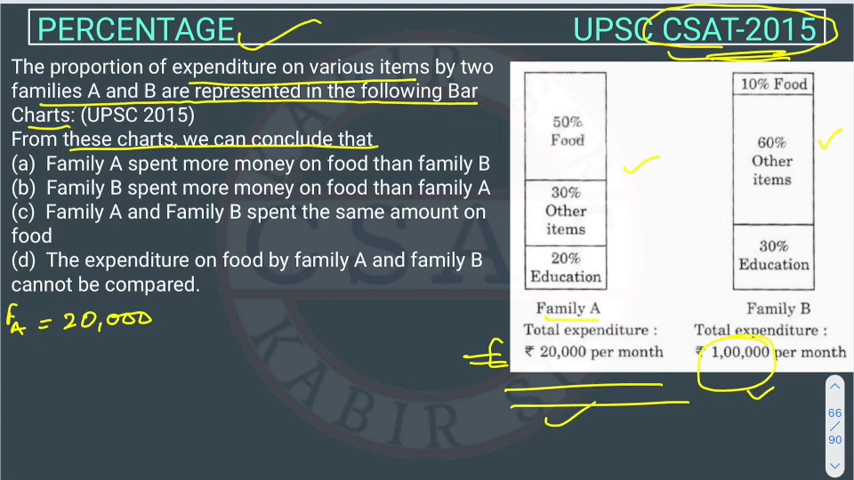 PERCENTAGE
UPSC CSAT-2015
The proportion of expenditure on various items by two
families A and B are represented in the following Bar
Charts: (UPSC 2015)
From these charts, we can conclude that
(a) Family A spent more money on food than family B
(b) Family B spent more money on food than family A
(c) Family A and Family B spent the same amount on
food
(d) The expenditure on food by family A and family B
cannot be compared.
FA = 20,000
50%
Food
30%
Other
items
20%
Education
Family A
Total expenditure :
₹ 20,000 per month
10% Food
60%
Other
items
30%
Education
Family B
Total expenditure :
₹ 1,00,000 per month
66
/
90
CSAT
KABIR